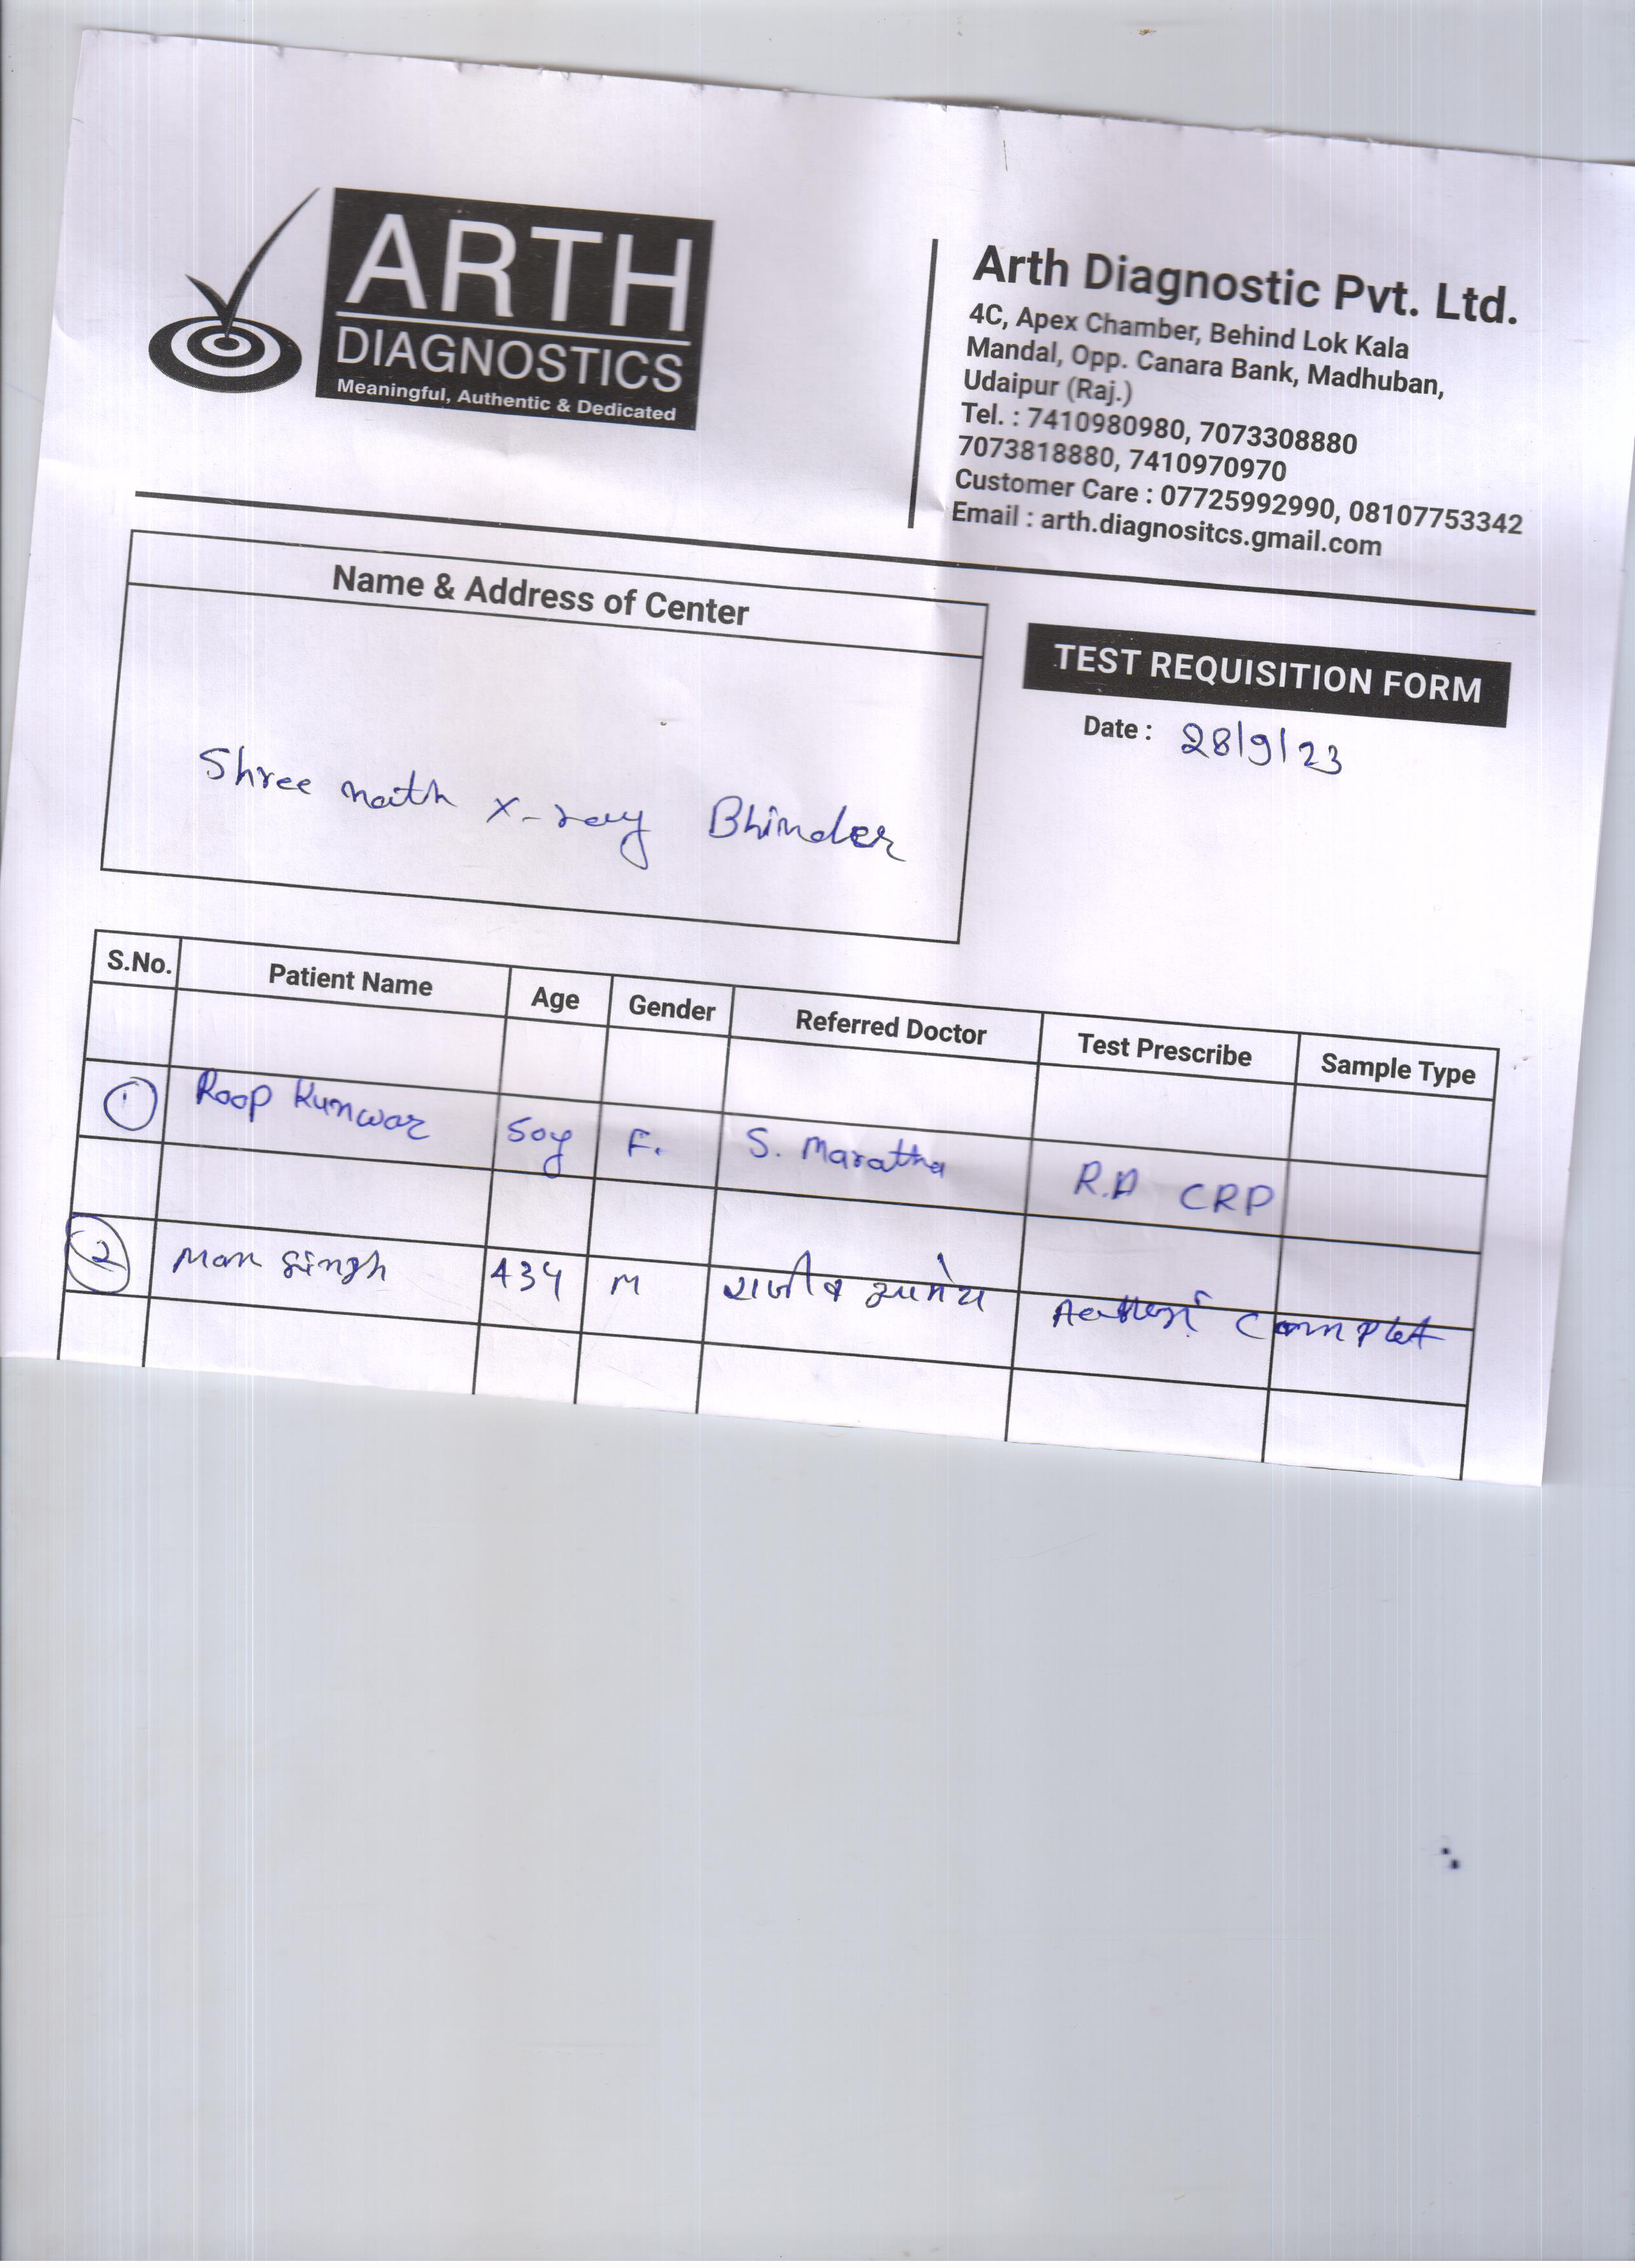 ARTH
DIAGNOSTICS
Meaningful, Authentic & Dedicated
Arth Diagnostic Pvt. Ltd.
4C, Apex Chamber, Behind Lok Kala
Mandal, Opp. Canara Bank, Madhuban,
Udaipur (Raj.)
Tel. : 7410980980, 7073308880
7073818880, 7410970970
Customer Care : 07725992990, 08107753342
Email : arth.diagnositcs.gmail.com
Name & Address of Center
Shree nath x-ray Bhinder
TEST REQUISITION FORM
Date : 28/9/23
S.No. Patient Name Age Gender Referred Doctor Test Prescribe Sample Type
1 Roop Kunwar 50y F. S. Maratha R.A CRP
2 Man Singh 43y M राजीव Complet